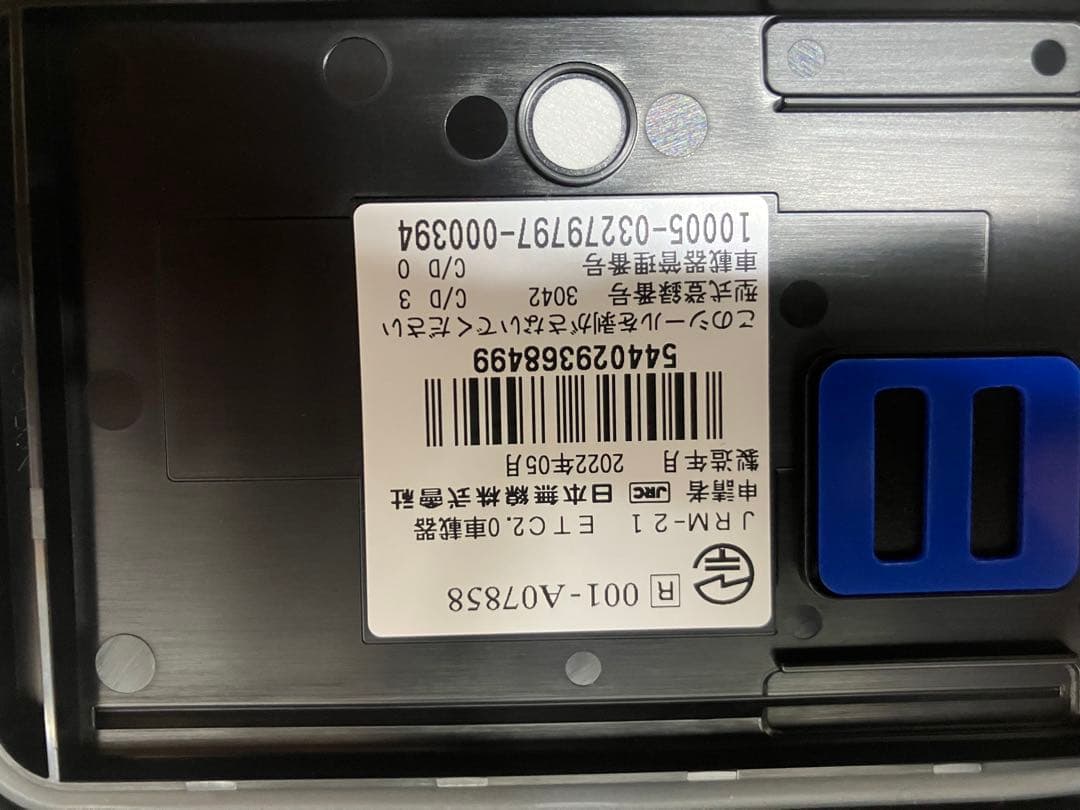 R 001-A07858
JRM-21 ETC2.0車載器
申請者 JRC 日本無線株式會社
製造年月 2022年05月
544029368499
このシールを剥がさないでください
型式登録番号 3042 C/D 3
車載器管理番号 C/D 0
10005-03279797-000394